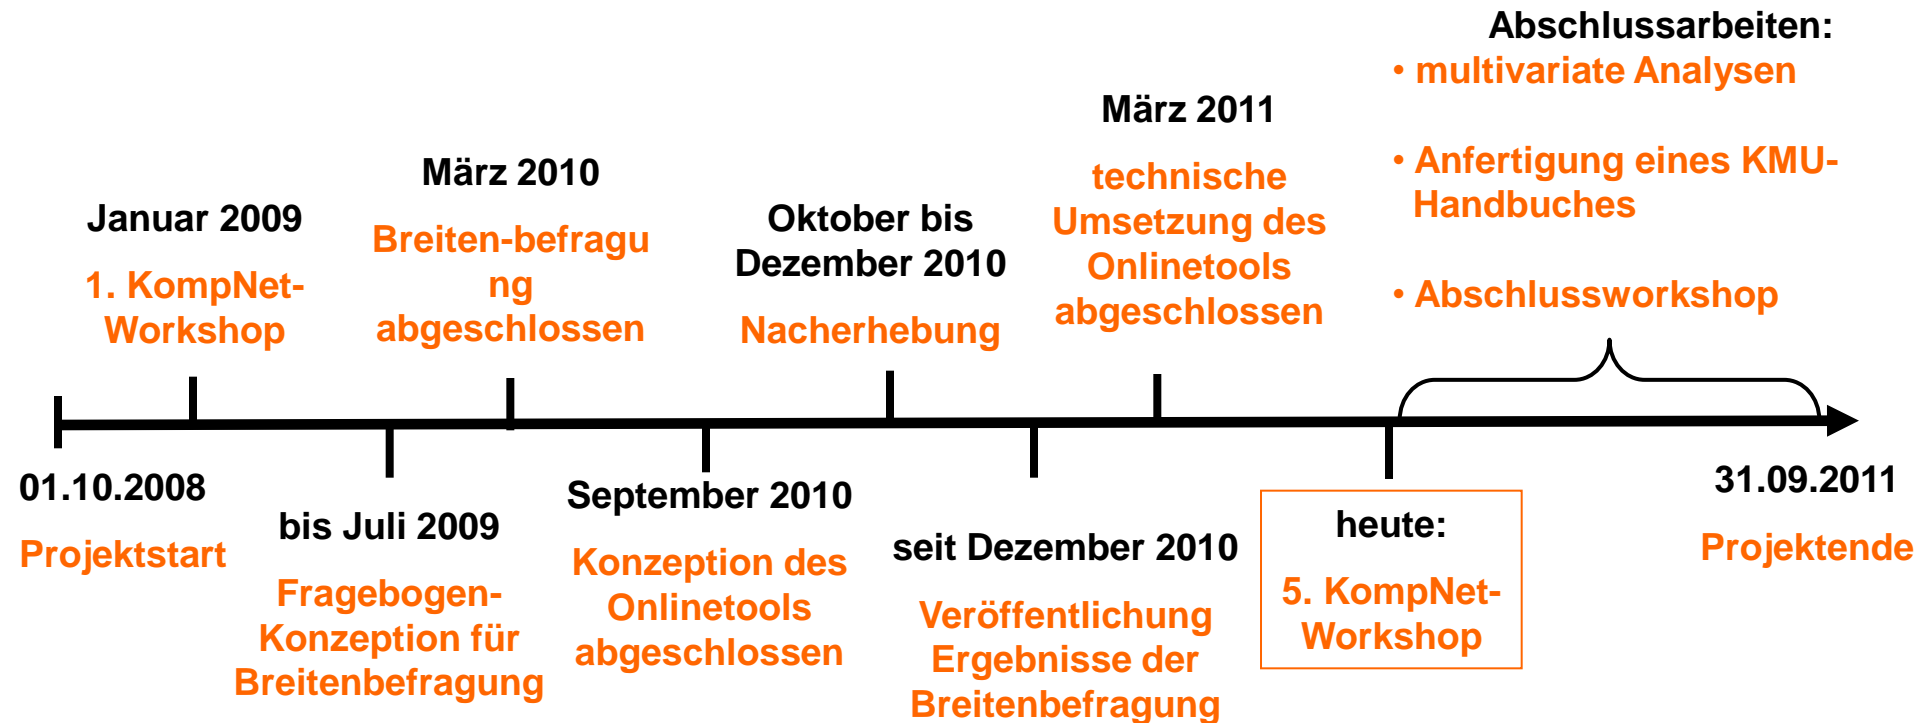 Abschlussarbeiten:
• multivariate Analysen
• Anfertigung eines KMU-
Handbuches
• Abschlussworkshop
März 2011
technische
Umsetzung des
Onlinetools
abgeschlossen
März 2010
Breiten-befragu
ng
abgeschlossen
Januar 2009
1. KompNet-
Workshop
Oktober bis
Dezember 2010
Nacherhebung
01.10.2008
Projektstart
bis Juli 2009
Fragebogen-
Konzeption für
Breitenbefragung
September 2010
Konzeption des
Onlinetools
abgeschlossen
seit Dezember 2010
Veröffentlichung
Ergebnisse der
Breitenbefragung
heute:
5. KompNet-
Workshop
31.09.2011
Projektende